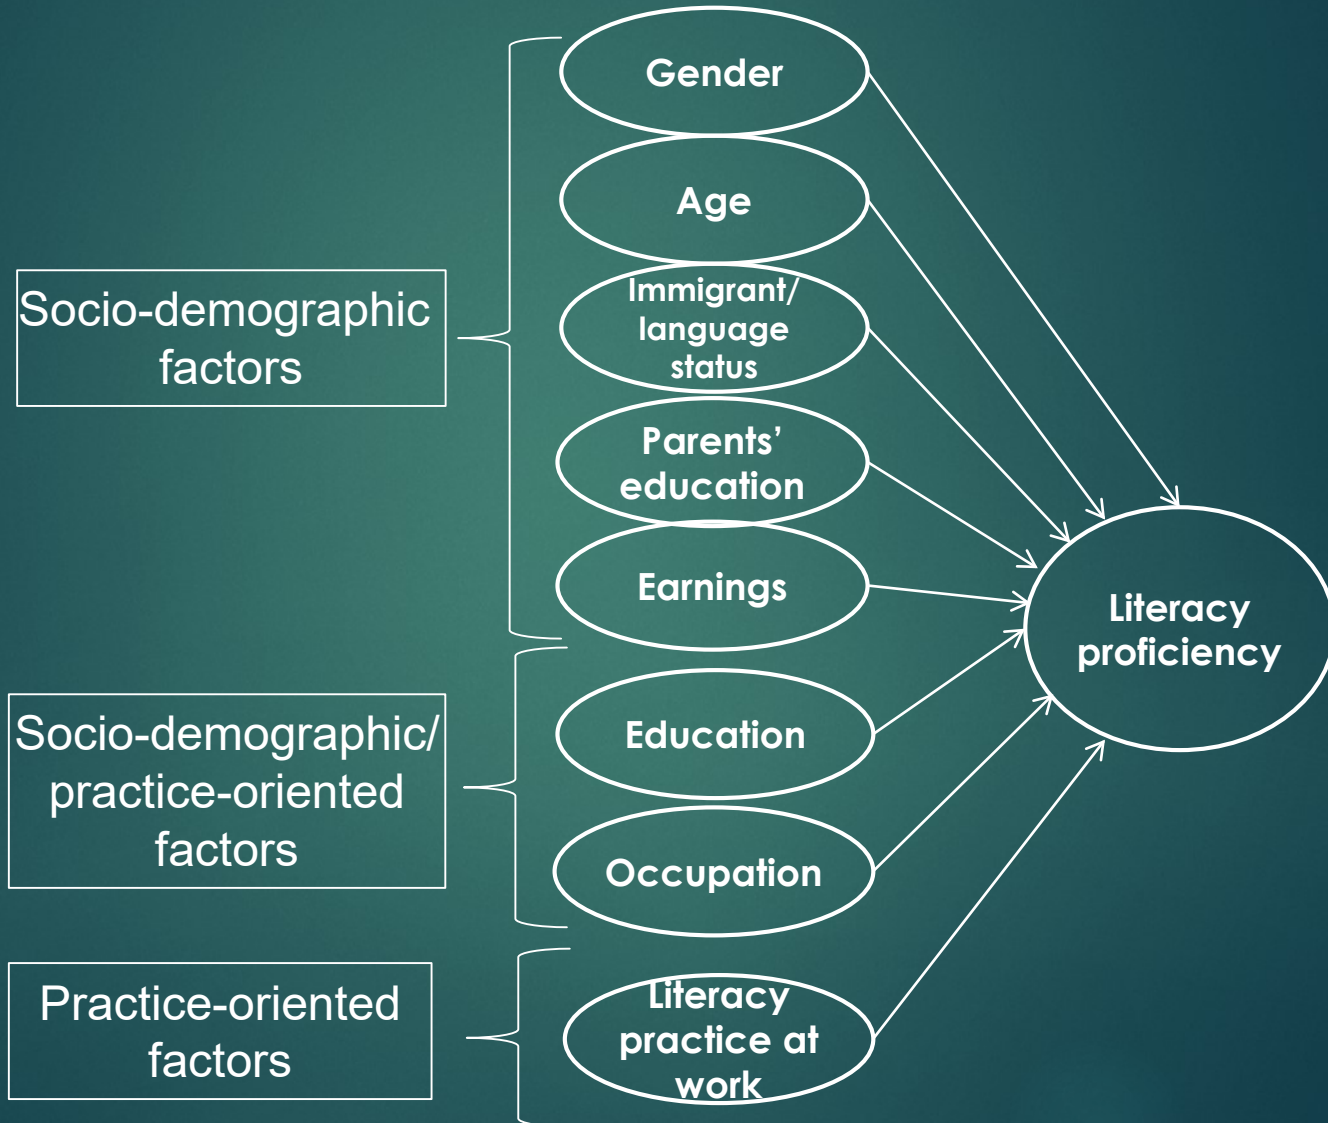 Gender
Age
Immigrant/
language
status
Parents’
education
Earnings
Education
Occupation
Literacy
practice at
work
Socio-demographic
factors
Socio-demographic/
practice-oriented
factors
Practice-oriented
factors
Literacy
proficiency